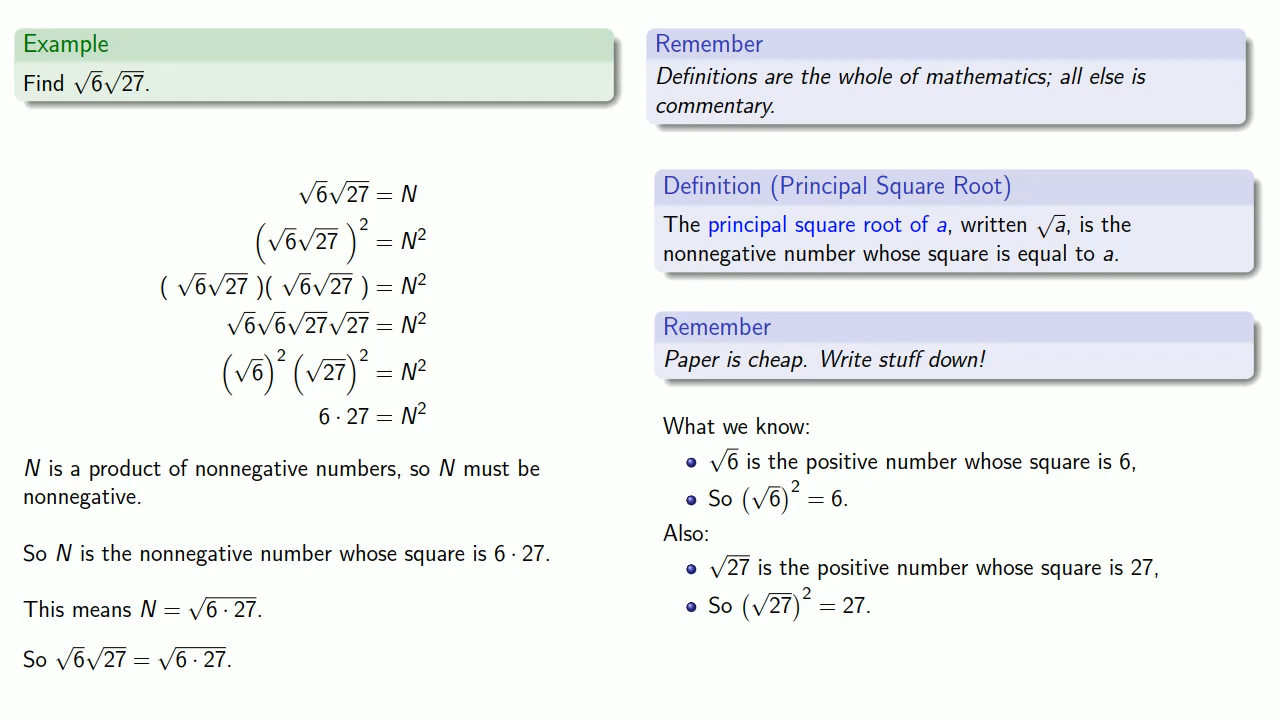 Example
Find √6√27.
√6√27 = N
(√6√27 )² = N²
( √6√27 )( √6√27 ) = N²
√6√6√27√27 = N²
(√6)² (√27)² = N²
6 · 27 = N²
N is a product of nonnegative numbers, so N must be
nonnegative.
So N is the nonnegative number whose square is 6 · 27.
This means N = √(6 · 27).
So √6√27 = √(6 · 27).
Remember
Definitions are the whole of mathematics; all else is
commentary.
Definition (Principal Square Root)
The principal square root of a, written √a, is the
nonnegative number whose square is equal to a.
Remember
Paper is cheap. Write stuff down!
What we know:
• √6 is the positive number whose square is 6,
• So (√6)² = 6.
Also:
• √27 is the positive number whose square is 27,
• So (√27)² = 27.